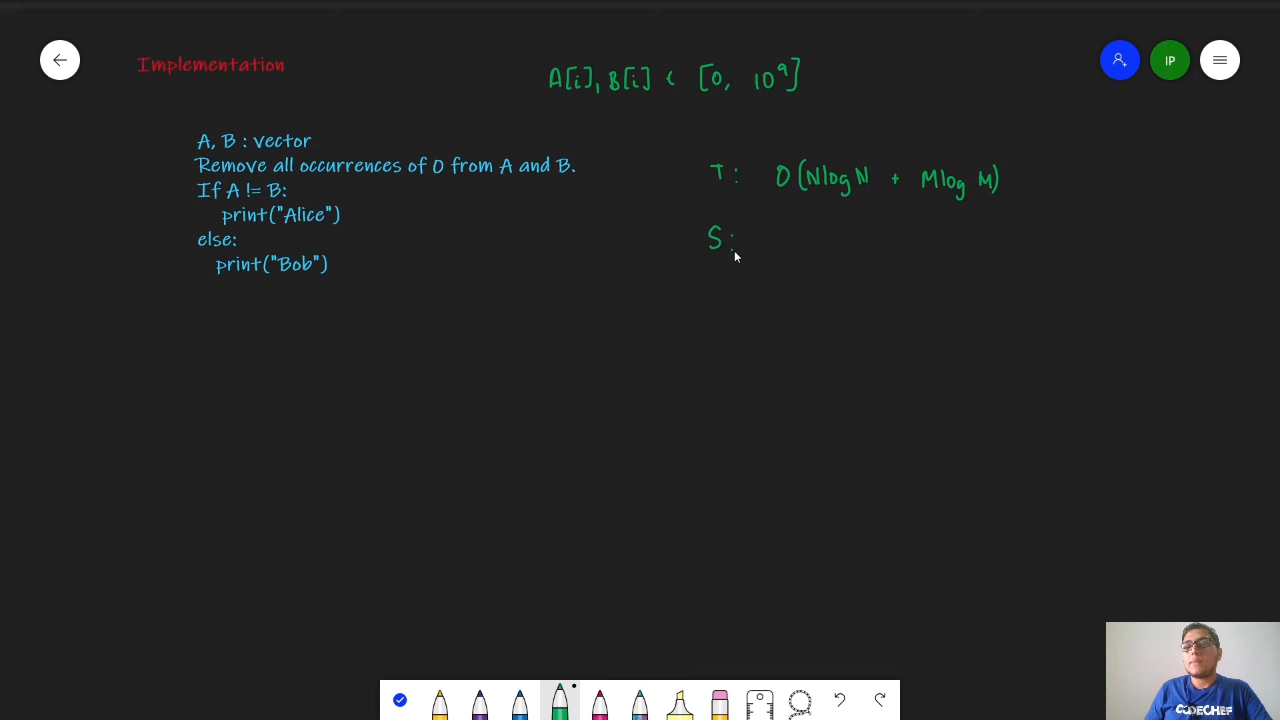 Implementation
A[i], B[i] < [0, 10^9]
IP
A, B : vector
Remove all occurrences of 0 from A and B.
If A != B:
print("Alice")
else:
print("Bob")
T : O(NlogN + MlogM)
S :
CODECHEF